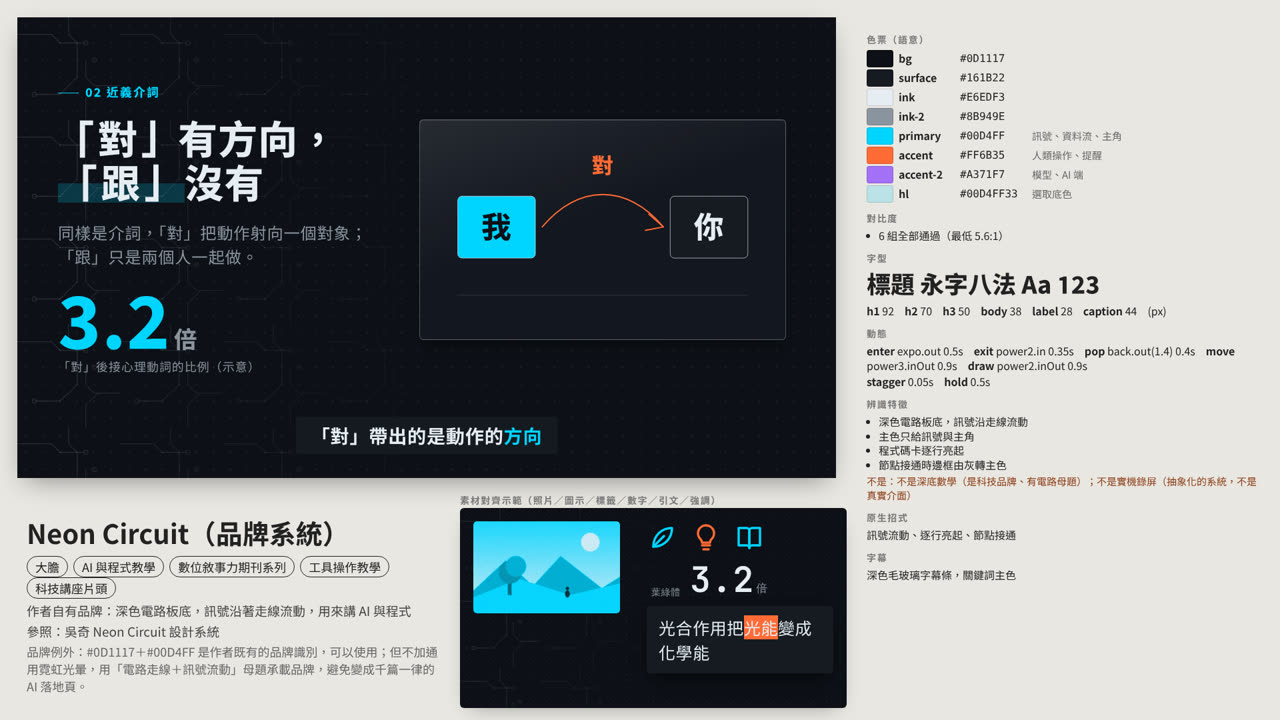 02 近義介詞
「對」有方向，
「跟」沒有
同樣是介詞，「對」把動作射向一個對象；
「跟」只是兩個人一起做。
3.2倍
「對」後接心理動詞的比例（示意）
對
我
你
「對」帶出的是動作的方向
Neon Circuit（品牌系統）
大膽 AI 與程式教學 數位敘事力期刊系列 工具操作教學
科技講座片頭
作者自有品牌：深色電路板底，訊號沿著走線流動，用來講 AI 與程式
參照：吳奇 Neon Circuit 設計系統
品牌例外：#0D1117＋#00D4FF 是作者既有的品牌識別，可以使用；但不加通
用霓虹光暈，用「電路走線＋訊號流動」母題承載品牌，避免變成千篇一律的
AI 落地頁。
素材對齊示範（照片／圖示／標籤／數字／引文／強調）
葉綠體 3.2倍
光合作用把光能變成
化學能
色票（語意）
bg #0D1117
surface #161B22
ink #E6EDF3
ink-2 #8B949E
primary #00D4FF 訊號、資料流、主角
accent #FF6B35 人類操作、提醒
accent-2 #A371F7 模型、AI 端
hl #00D4FF33 選取底色
對比度
• 6 組全部通過（最低 5.6:1）
字型
標題 永字八法 Aa 123
h1 92 h2 70 h3 50 body 38 label 28 caption 44 (px)
動態
enter expo.out 0.5s exit power2.in 0.35s pop back.out(1.4) 0.4s move
power3.inOut 0.9s draw power2.inOut 0.9s
stagger 0.05s hold 0.5s
辨識特徵
• 深色電路板底，訊號沿走線流動
• 主色只給訊號與主角
• 程式碼卡逐行亮起
• 節點接通時邊框由灰轉主色
不是：不是深底數學（是科技品牌、有電路母題）；不是實機錄屏（抽象化的系統，不是
真實介面）
原生招式
訊號流動、逐行亮起、節點接通
字幕
深色毛玻璃字幕條，關鍵詞主色